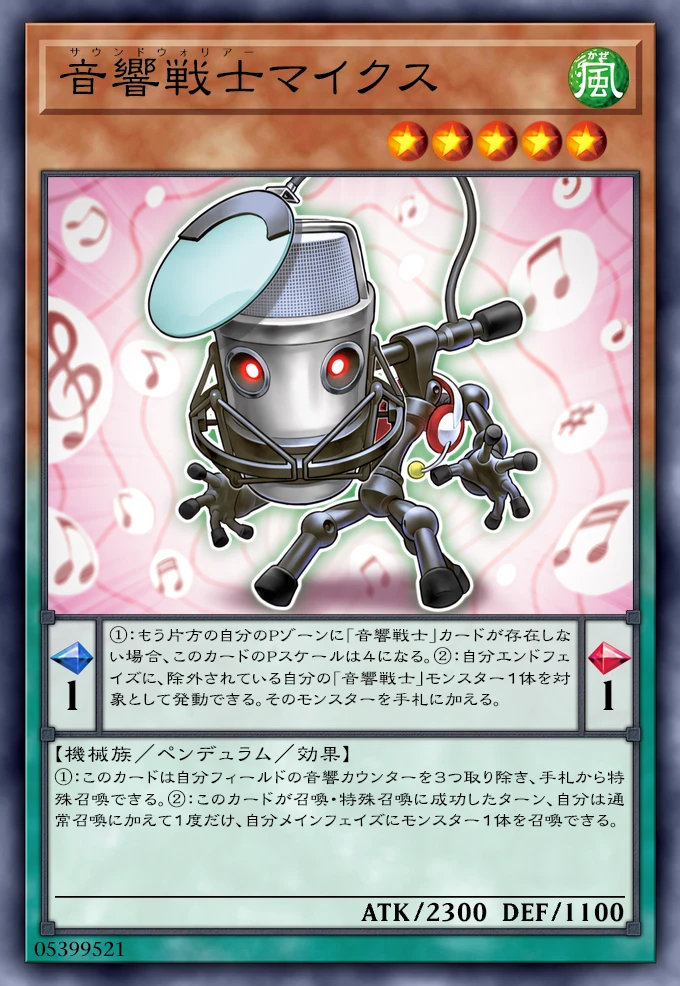 サウンドウォリアー
音響戦士マイクス
かぜ
風
①:もう片方の自分のPゾーンに「音響戦士」カードが存在しな
い場合、このカードのPスケールは4になる。②:自分エンドフェ
イズに、除外されている自分の「音響戦士」モンスター1体を対
象として発動できる。そのモンスターを手札に加える。
1
1
【機械族/ペンデュラム/効果】
①:このカードは自分フィールドの音響カウンターを3つ取り除き、手札から特
殊召喚できる。②:このカードが召喚・特殊召喚に成功したターン、自分は通
常召喚に加えて1度だけ、自分メインフェイズにモンスター1体を召喚できる。
ATK/2300 DEF/1100
05399521